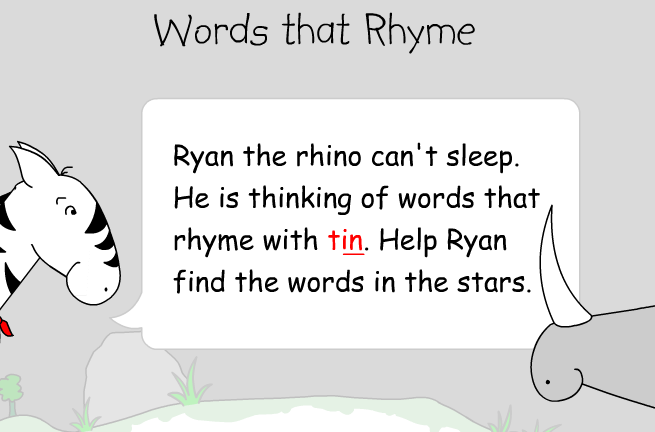 Words that Rhyme
Ryan the rhino can't sleep.
He is thinking of words that
rhyme with tin. Help Ryan
find the words in the stars.